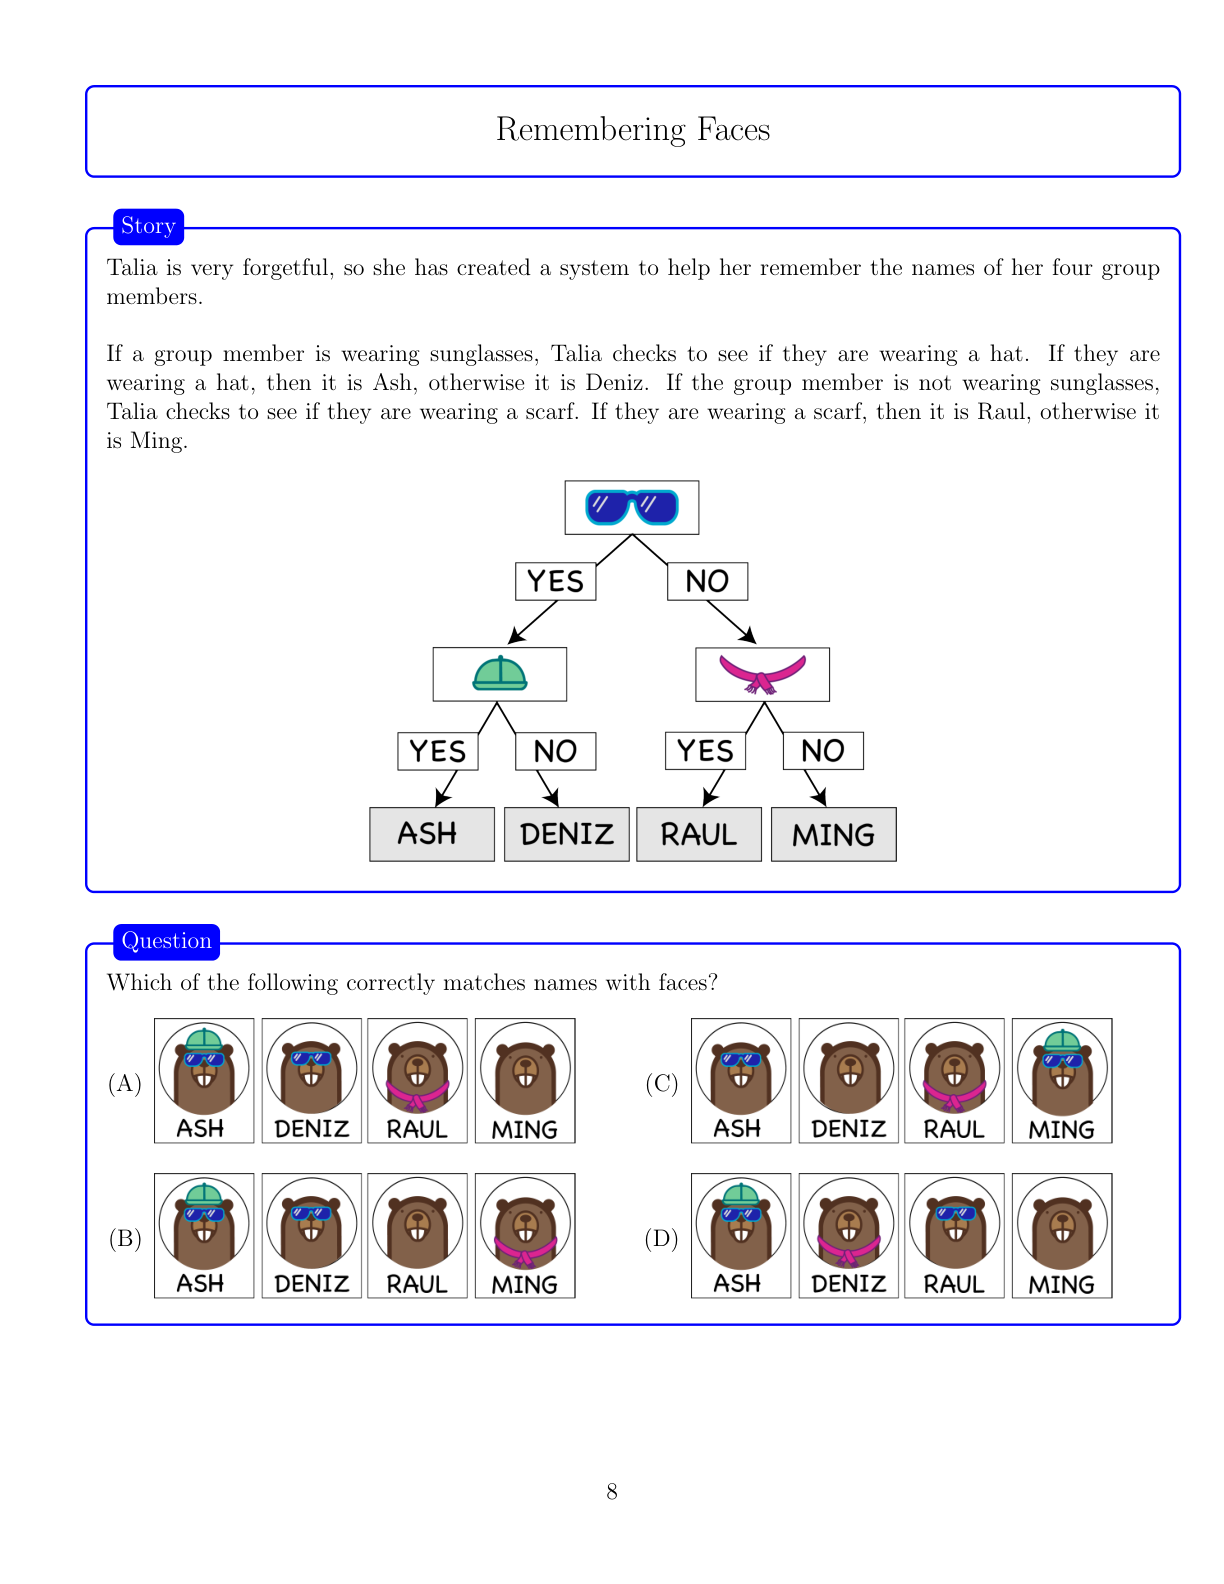 Remembering Faces
Story
Talia is very forgetful, so she has created a system to help her remember the names of her four group
members.
If a group member is wearing sunglasses, Talia checks to see if they are wearing a hat. If they are
wearing a hat, then it is Ash, otherwise it is Deniz. If the group member is not wearing sunglasses,
Talia checks to see if they are wearing a scarf. If they are wearing a scarf, then it is Raul, otherwise it
is Ming.
YES NO
YES NO YES NO
ASH DENIZ RAUL MING
Question
Which of the following correctly matches names with faces?
(A) ASH DENIZ RAUL MING
(C) ASH DENIZ RAUL MING
(B) ASH DENIZ RAUL MING
(D) ASH DENIZ RAUL MING
8